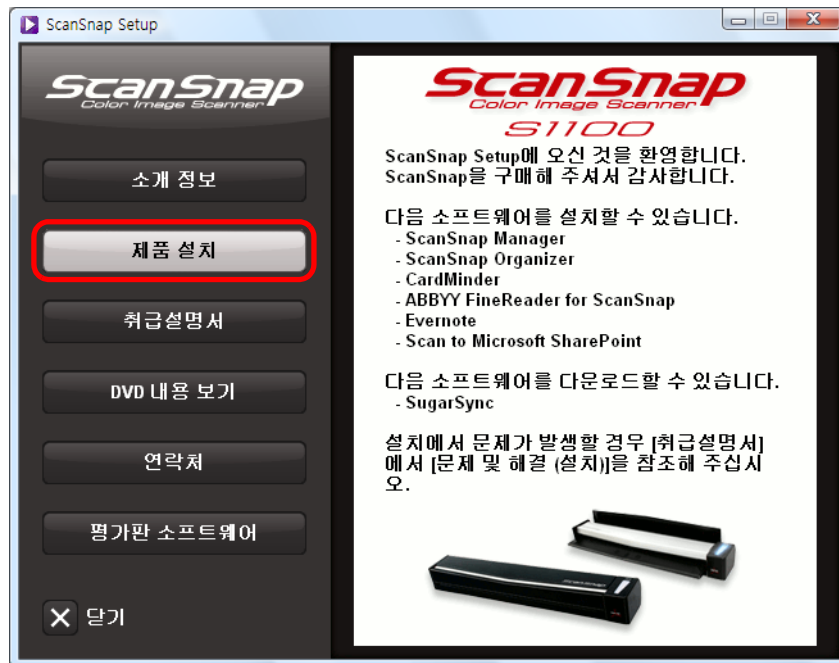 ScanSnap Setup
ScanSnap
Color Image Scanner
소개 정보
제품 설치
취급설명서
DVD 내용 보기
연락처
평가판 소프트웨어
닫기
ScanSnap
Color Image Scanner
S1100
ScanSnap Setup에 오신 것을 환영합니다.
ScanSnap을 구매해 주셔서 감사합니다.
다음 소프트웨어를 설치할 수 있습니다.
- ScanSnap Manager
- ScanSnap Organizer
- CardMinder
- ABBYY FineReader for ScanSnap
- Evernote
- Scan to Microsoft SharePoint
다음 소프트웨어를 다운로드할 수 있습니다.
- SugarSync
설치에서 문제가 발생할 경우 [취급설명서]
에서 [문제 및 해결 (설치)]을 참조해 주십시
오.
ScanSnap